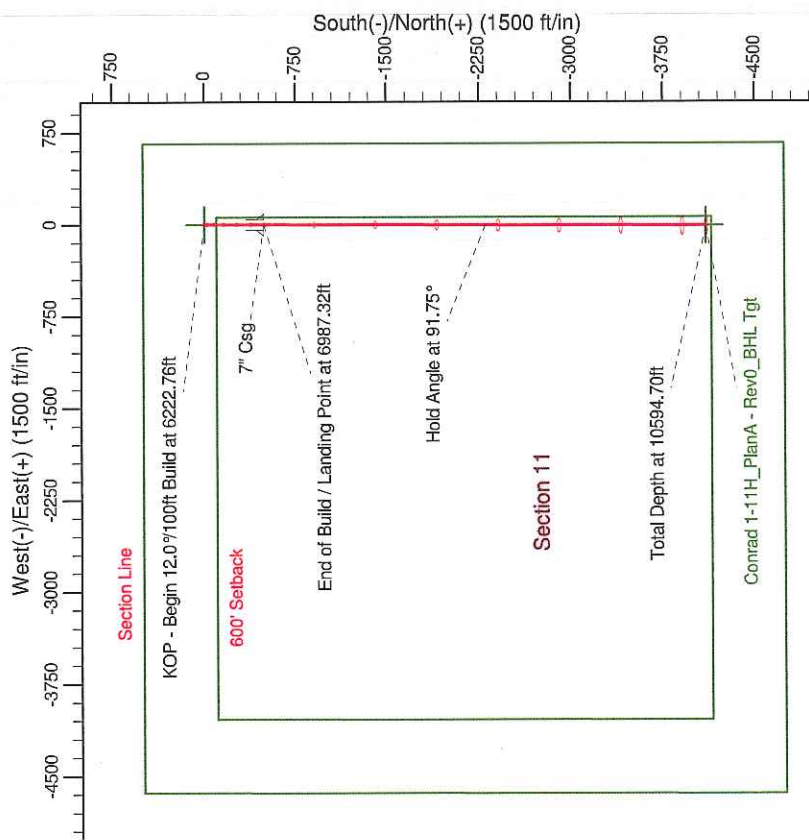 South(-)/North(+) (1500 ft/in)
750
0
-750
-1500
-2250
-3000
-3750
-4500
West(-)/East(+) (1500 ft/in)
-4500
-3750
-3000
-2250
-1500
-750
0
750
Section Line
KOP - Begin 12.0°/100ft Build at 6222.76ft
600' Setback
7" Csg
End of Build / Landing Point at 6987.32ft
Hold Angle at 91.75°
Section 11
Total Depth at 10594.70ft
Conrad 1-11H_PlanA - Rev0_BHL Tgt